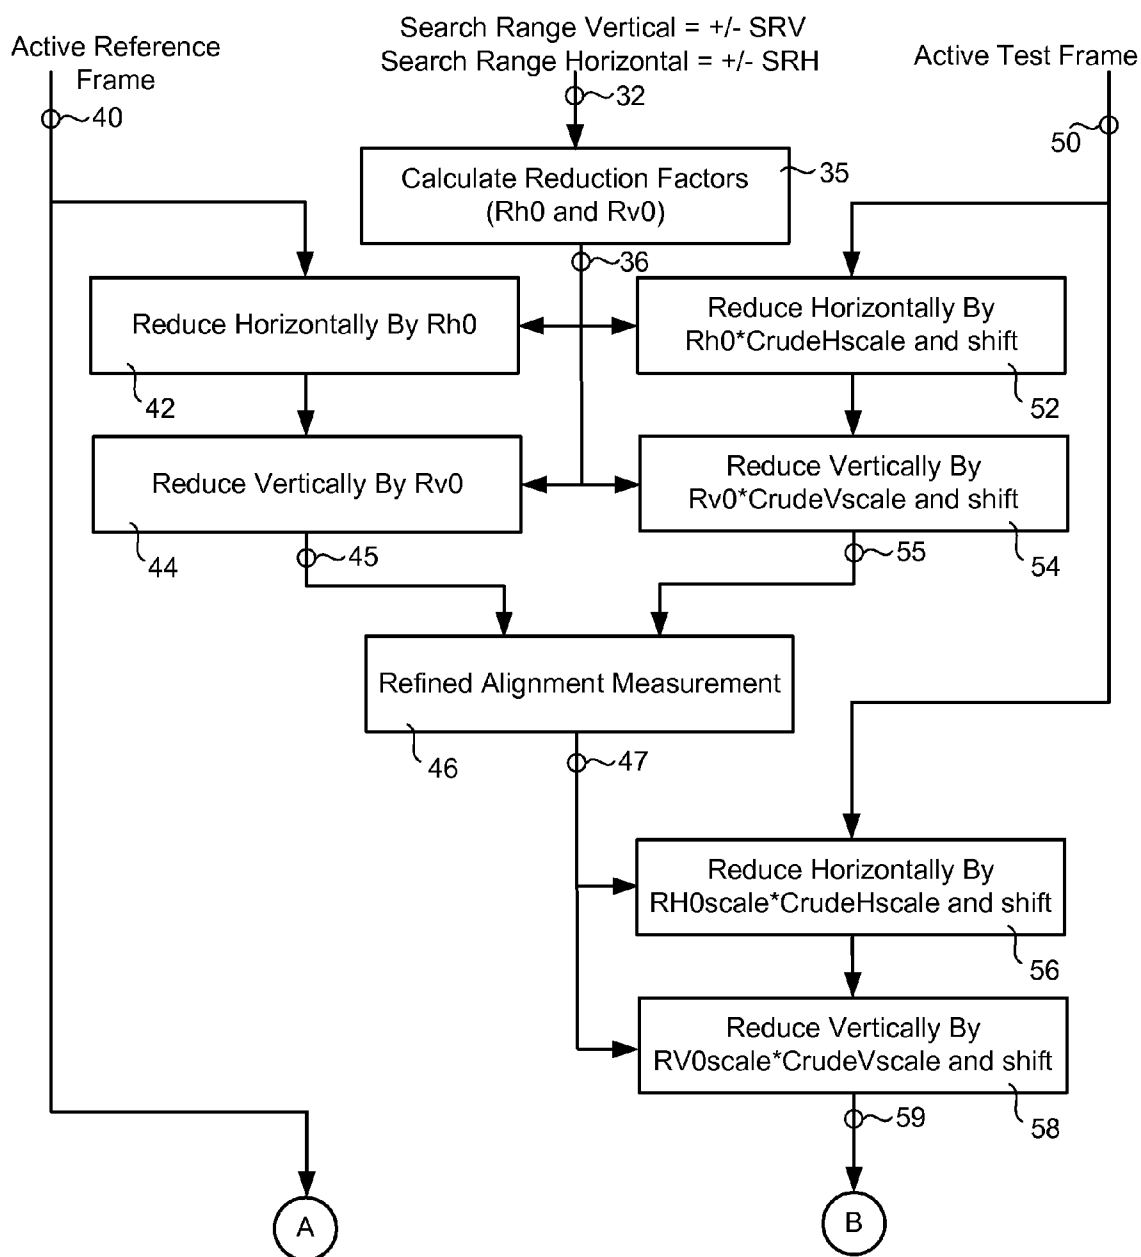 Search Range Vertical = +/- SRV
Search Range Horizontal = +/- SRH
Active Reference
Frame
Active Test Frame
32
40
50
Calculate Reduction Factors
(Rh0 and Rv0)
35
36
Reduce Horizontally By Rh0
42
Reduce Horizontally By
Rh0*CrudeHscale and shift
52
Reduce Vertically By Rv0
44
Reduce Vertically By
Rv0*CrudeVscale and shift
54
45
55
Refined Alignment Measurement
46
47
Reduce Horizontally By
RH0scale*CrudeHscale and shift
56
Reduce Vertically By
RV0scale*CrudeVscale and shift
58
59
A
B